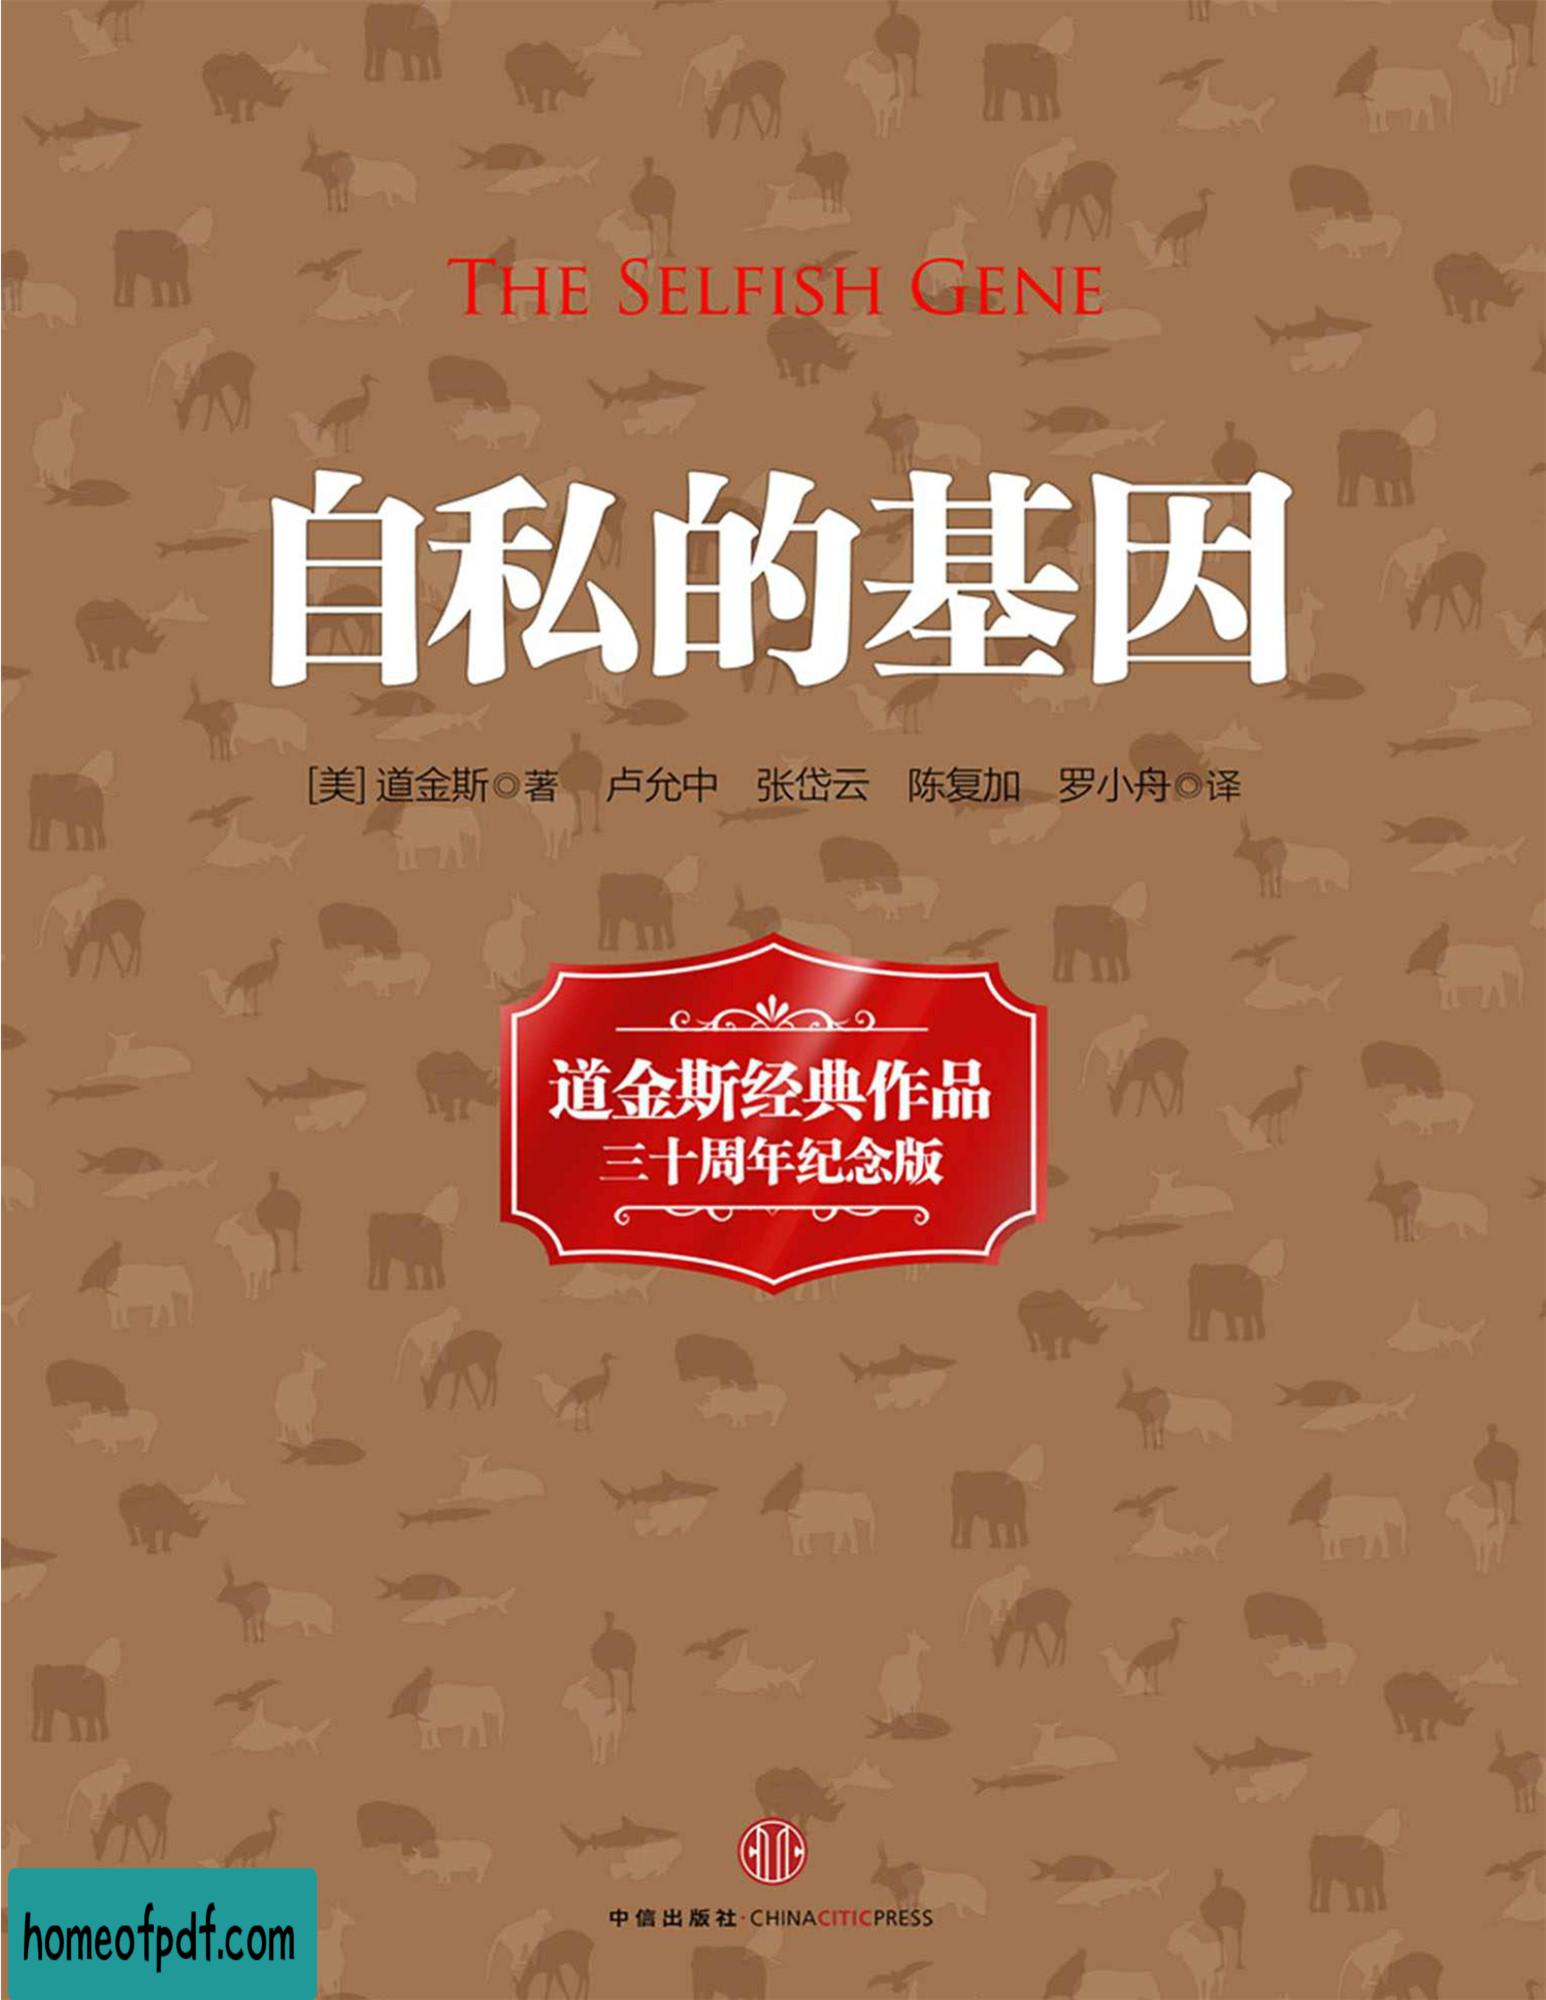 THE SELFISH GENE
自私的基因
[美] 道金斯◎著 卢允中 张岱云 陈复加 罗小舟◎译
道金斯经典作品
三十周年纪念版
中信出版社·CHINACITICPRESS
homeofpdf.com